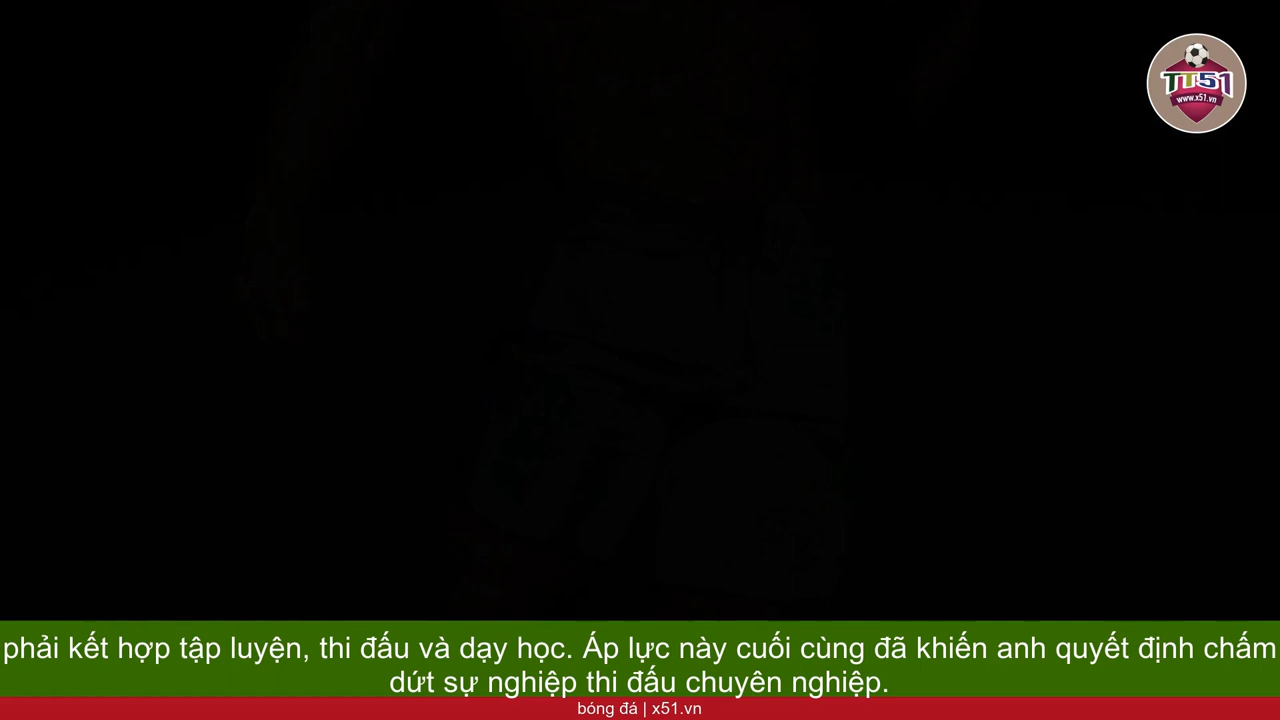 TT51
www.x51.vn
phải kết hợp tập luyện, thi đấu và dạy học. Áp lực này cuối cùng đã khiến anh quyết định chấm
dứt sự nghiệp thi đấu chuyên nghiệp.
bóng đá | x51.vn